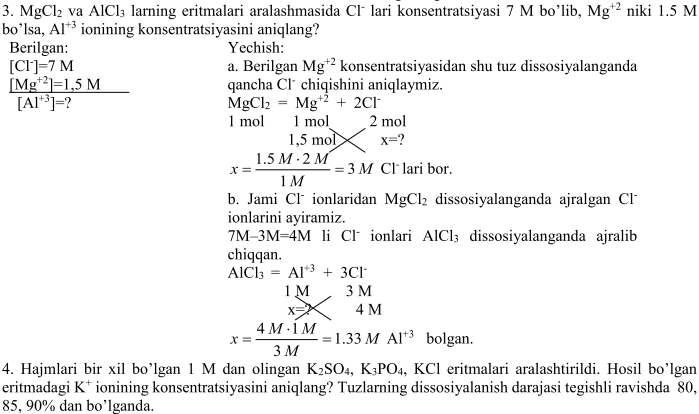 3. MgCl₂ va AlCl₃ larning eritmalari aralashmasida Cl⁻ lari konsentratsiyasi 7 M bo’lib, Mg⁺² niki 1.5 M
bo’lsa, Al⁺³ ionining konsentratsiyasini aniqlang?
Berilgan:
[Cl⁻]=7 M
[Mg⁺²]=1,5 M
[Al⁺³]=?
Yechish:
a. Berilgan Mg⁺² konsentratsiyasidan shu tuz dissosiyalanganda
qancha Cl⁻ chiqishini aniqlaymiz.
MgCl₂ = Mg⁺² + 2Cl⁻
1 mol 1 mol 2 mol
1,5 mol x=?
x = (1.5 M · 2 M)/(1 M) = 3 M Cl⁻ lari bor.
b. Jami Cl⁻ ionlaridan MgCl₂ dissosiyalanganda ajralgan Cl⁻
ionlarini ayiramiz.
7M–3M=4M li Cl⁻ ionlari AlCl₃ dissosiyalanganda ajralib
chiqqan.
AlCl₃ = Al⁺³ + 3Cl⁻
1 M 3 M
x=? 4 M
x = (4 M · 1 M)/(3 M) = 1.33 M Al⁺³ bolgan.
4. Hajmlari bir xil bo’lgan 1 M dan olingan K₂SO₄, K₃PO₄, KCl eritmalari aralashtirildi. Hosil bo’lgan
eritmadagi K⁺ ionining konsentratsiyasini aniqlang? Tuzlarning dissosiyalanish darajasi tegishli ravishda 80,
85, 90% dan bo’lganda.